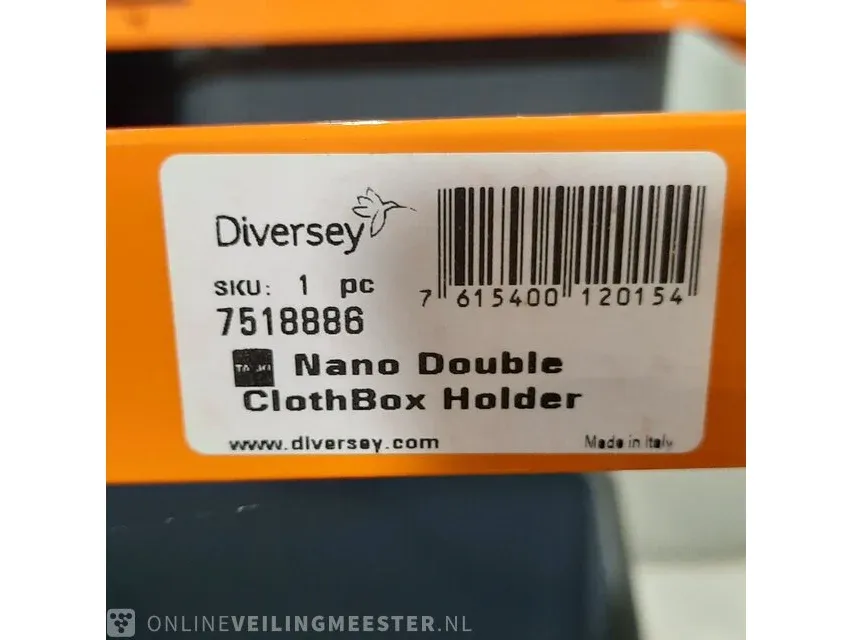 Diversey
SKU: 1 pc
7518886
7 615400 120154
Nano Double
ClothBox Holder
www.diversey.com
Made in Italy
ONLINEVEILINGMEESTER.NL